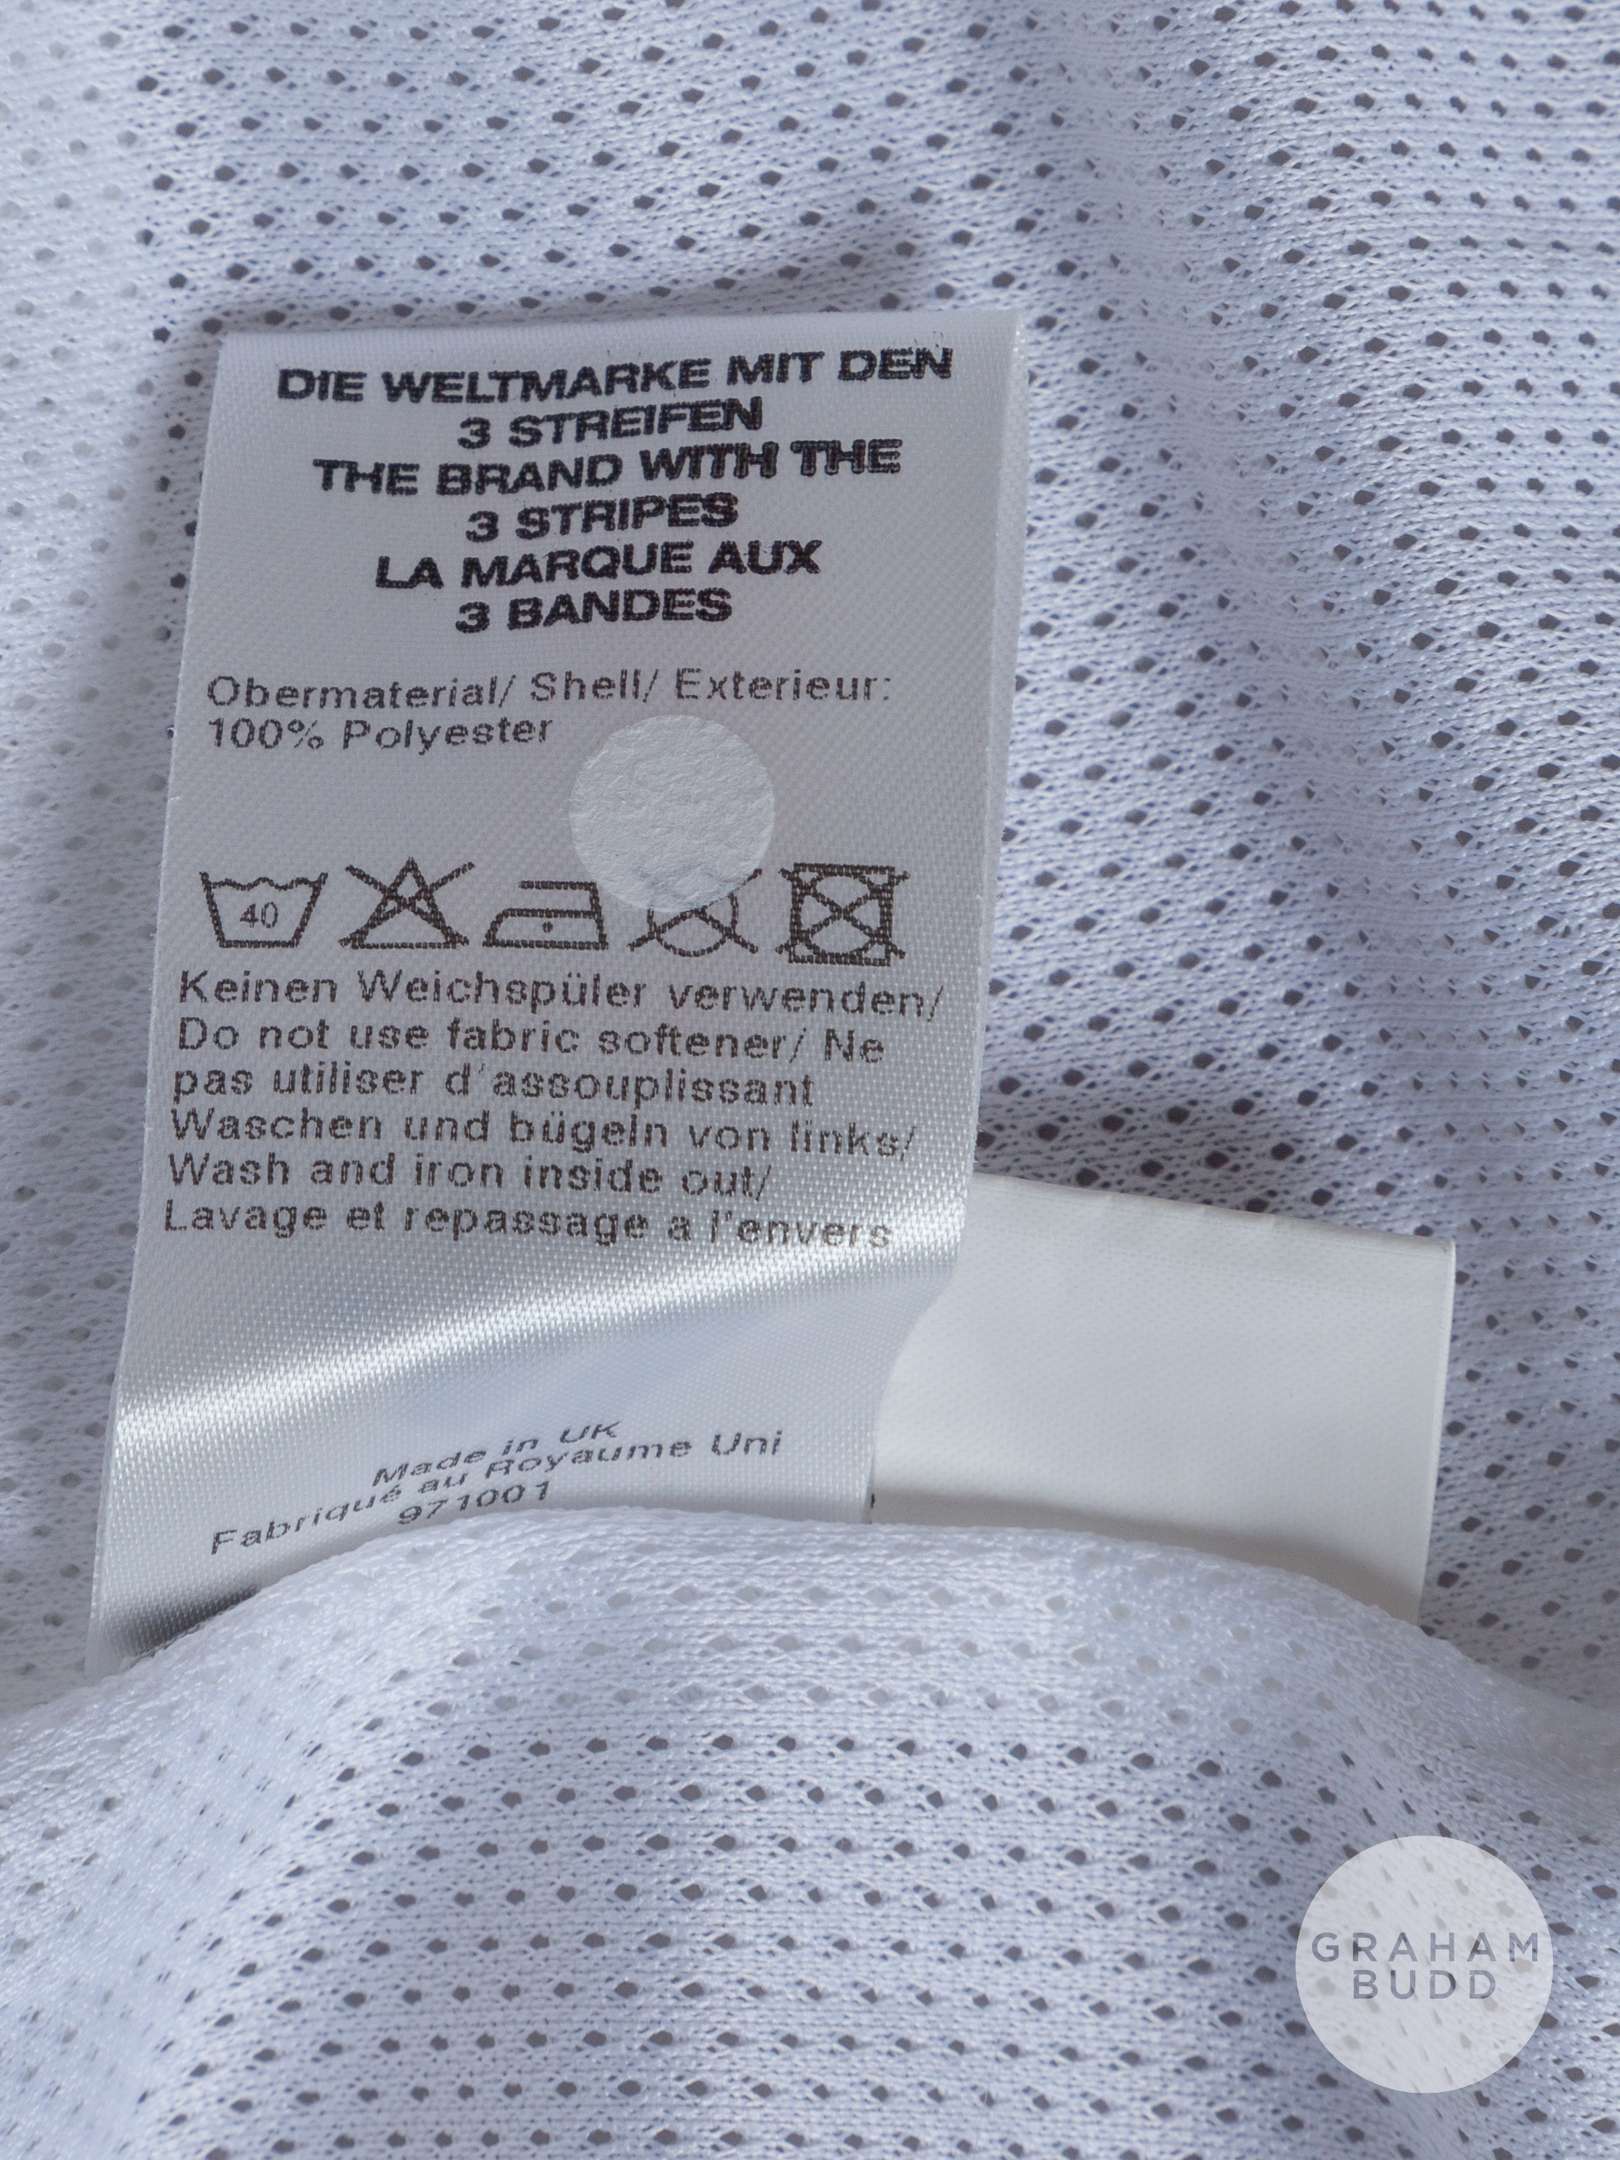 DIE WELTMARKE MIT DEN
3 STREIFEN
THE BRAND WITH THE
3 STRIPES
LA MARQUE AUX
3 BANDES
Obermaterial/ Shell/ Exterieur:
100% Polyester
40
Keinen Weichspüler verwenden/
Do not use fabric softener/ Ne
pas utiliser d'assouplissant
Waschen und bügeln von links/
Wash and iron inside out/
Lavage et repassage a l'envers
Made in UK
Fabriqué au Royaume Uni
971001
GRAHAM
BUDD